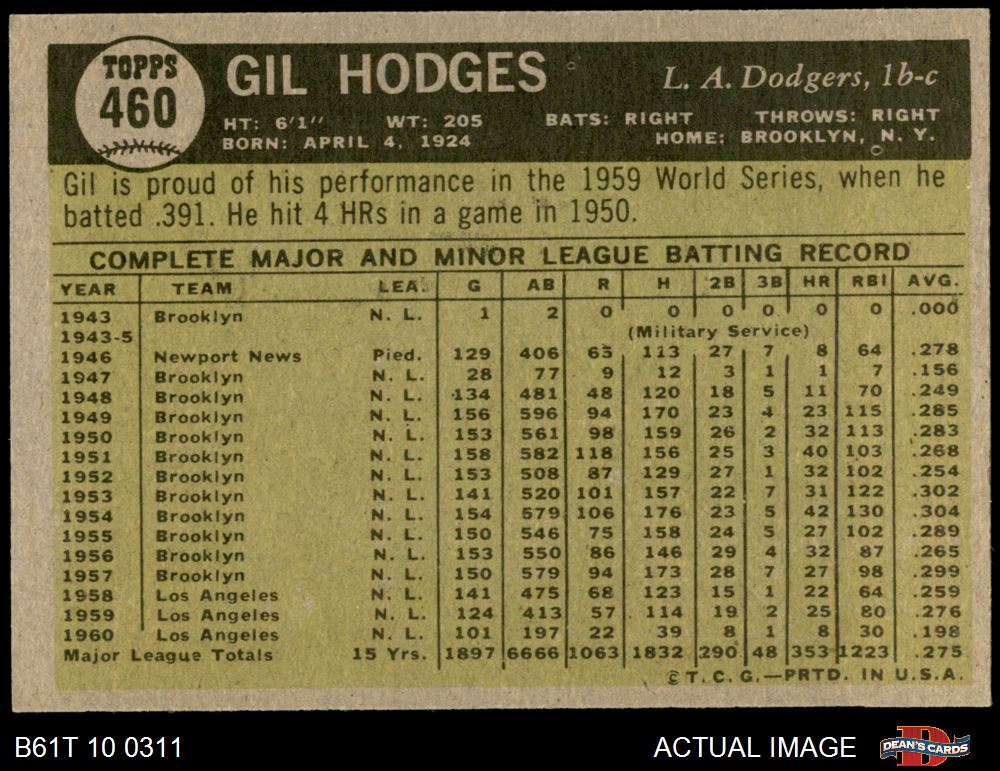 TOPPS
460
GIL HODGES
L. A. Dodgers, 1b-c
HT: 6'1" WT: 205 BATS: RIGHT THROWS: RIGHT
BORN: APRIL 4, 1924 HOME: BROOKLYN, N. Y.
Gil is proud of his performance in the 1959 World Series, when he
batted .391. He hit 4 HRs in a game in 1950.
COMPLETE MAJOR AND MINOR LEAGUE BATTING RECORD
YEAR TEAM LEA. G AB R H 2B 3B HR RBI AVG.
1943 Brooklyn N. L. 1 2 0 0 0 0 0 0 .000
1943-5 (Military Service)
1946 Newport News Pied. 129 406 65 113 27 7 8 64 .278
1947 Brooklyn N. L. 28 77 9 12 3 1 1 7 .156
1948 Brooklyn N. L. 134 481 48 120 18 5 11 70 .249
1949 Brooklyn N. L. 156 596 94 170 23 4 23 115 .285
1950 Brooklyn N. L. 153 561 98 159 26 2 32 113 .283
1951 Brooklyn N. L. 158 582 118 156 25 3 40 103 .268
1952 Brooklyn N. L. 153 508 87 129 27 1 32 102 .254
1953 Brooklyn N. L. 141 520 101 157 22 7 31 122 .302
1954 Brooklyn N. L. 154 579 106 176 23 5 42 130 .304
1955 Brooklyn N. L. 150 546 75 158 24 5 27 102 .289
1956 Brooklyn N. L. 153 550 86 146 29 4 32 87 .265
1957 Brooklyn N. L. 150 579 94 173 28 7 27 98 .299
1958 Los Angeles N. L. 141 475 68 123 15 1 22 64 .259
1959 Los Angeles N. L. 124 413 57 114 19 2 25 80 .276
1960 Los Angeles N. L. 101 197 22 39 8 1 8 30 .198
Major League Totals 15 Yrs. 1897 6666 1063 1832 290 48 353 1223 .275
©T. C. G.—PRTD. IN U.S.A.
B61T 10 0311
ACTUAL IMAGE
DEAN'S CARDS